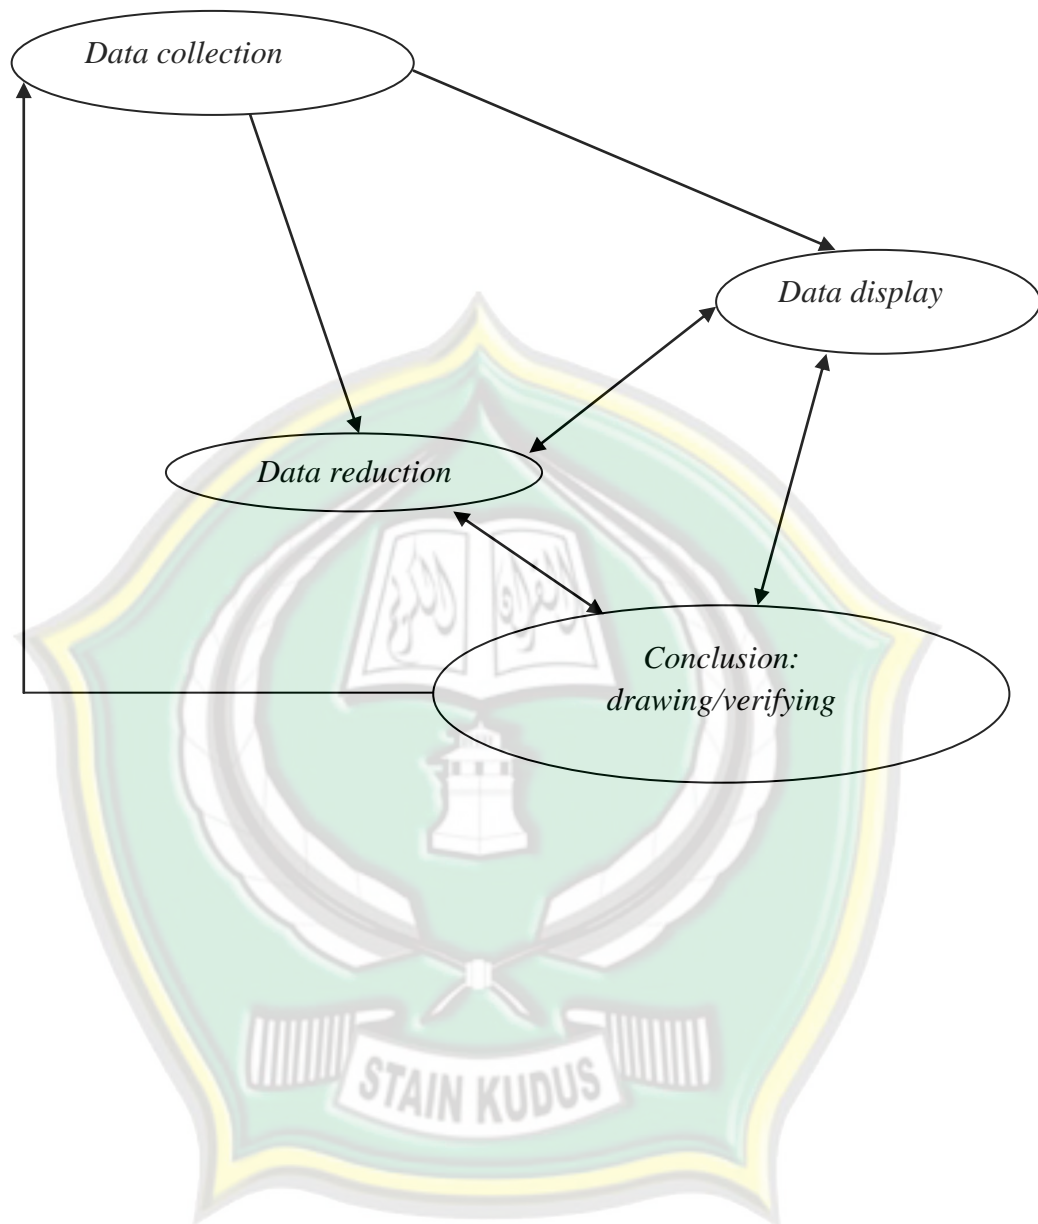 Data collection
Data display
Data reduction
Conclusion:
drawing/verifying
STAIN KUDUS